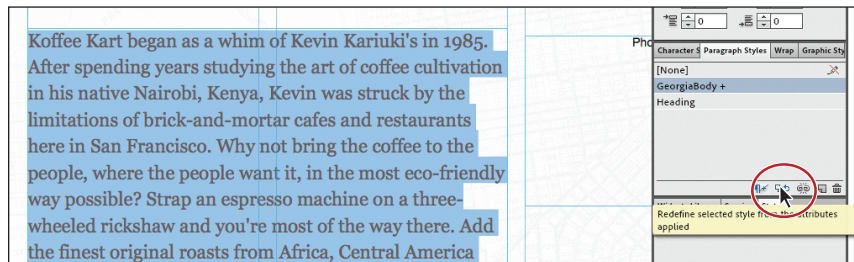 Koffee Kart began as a whim of Kevin Kariuki's in 1985.
After spending years studying the art of coffee cultivation
in his native Nairobi, Kenya, Kevin was struck by the
limitations of brick-and-mortar cafes and restaurants
here in San Francisco. Why not bring the coffee to the
people, where the people want it, in the most eco-friendly
way possible? Strap an espresso machine on a three-
wheeled rickshaw and you're most of the way there. Add
the finest original roasts from Africa, Central America
Pho
0 0
Character S Paragraph Styles Wrap Graphic Sty
[None]
GeorgiaBody +
Heading
Redefine selected style from the attributes
applied